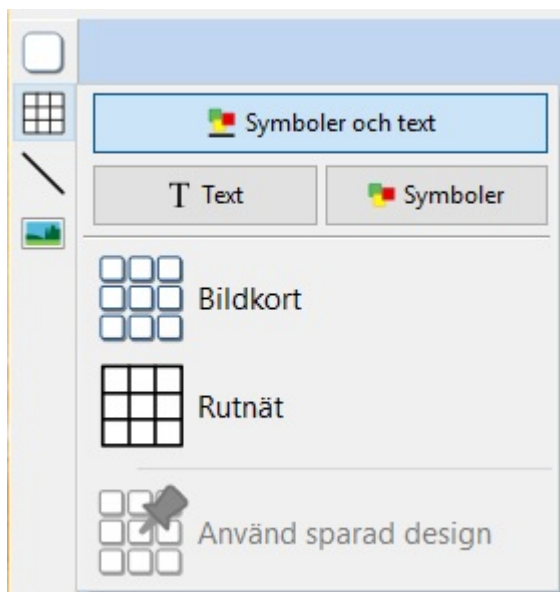 Symboler och text
Text
Symboler
Bildkort
Rutnät
Använd sparad design